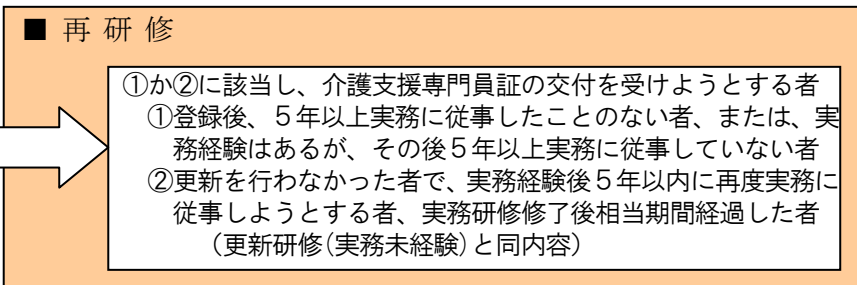 ■ 再 研 修
①か②に該当し、介護支援専門員証の交付を受けようとする者
①登録後、５年以上実務に従事したことのない者、または、実
務経験はあるが、その後５年以上実務に従事していない者
②更新を行わなかった者で、実務経験後５年以内に再度実務に
従事しようとする者、実務研修修了後相当期間経過した者
（更新研修（実務未経験）と同内容）